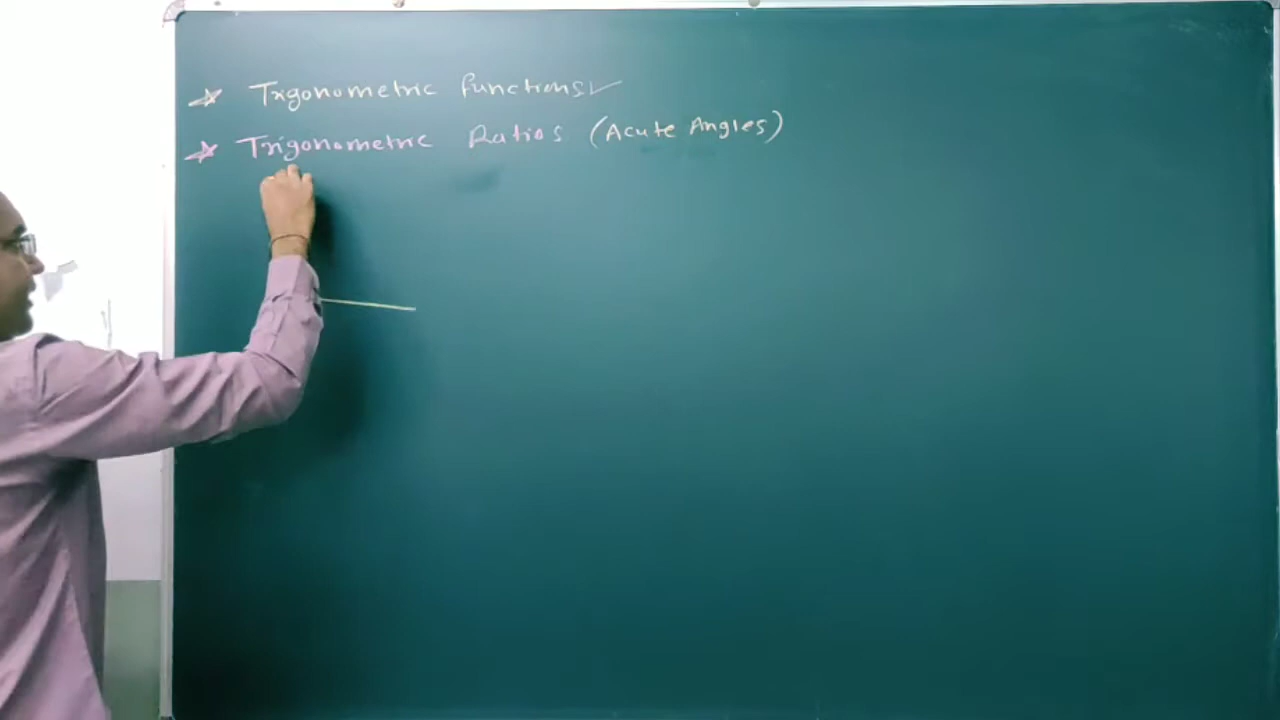 ☆ Trigonometric Functions ✓
☆ Trigonometric Ratios (Acute Angles)